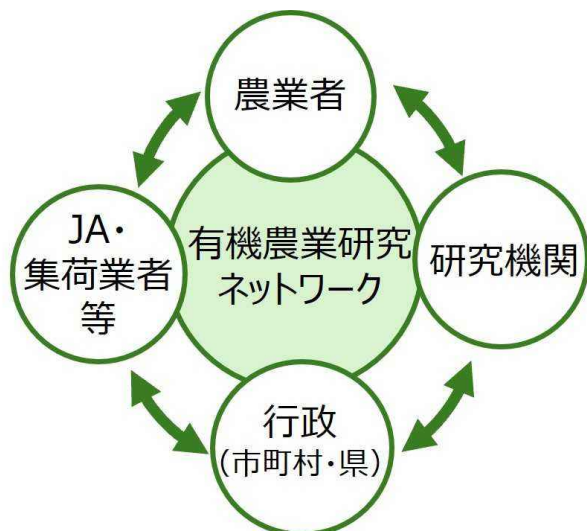 農業者
JA・
集荷業者
等
有機農業研究
ネットワーク
研究機関
行政
(市町村・県)